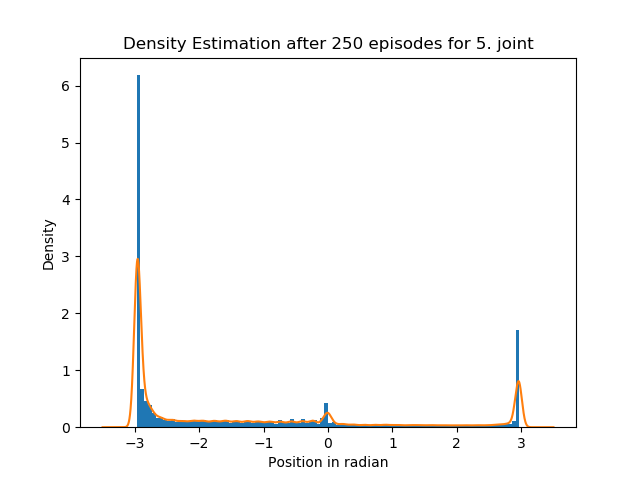 Density Estimation after 250 episodes for 5. joint
6
5
4
3
2
1
0
Density
−3 −2 −1 0 1 2 3
Position in radian